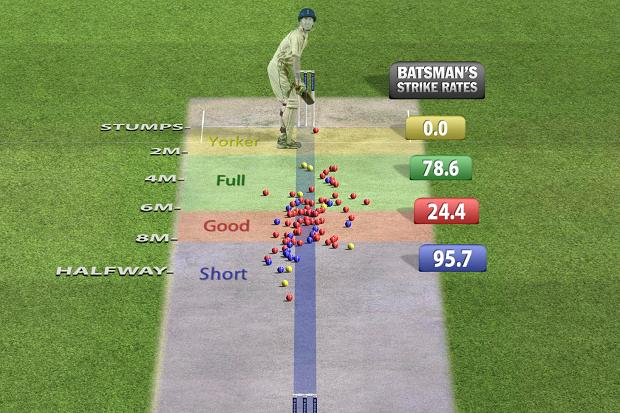 BATSMAN'S
STRIKE RATES
STUMPS-
Yorker
0.0
2M-
4M-
Full
78.6
6M-
Good
24.4
8M-
HALFWAY-
Short
95.7